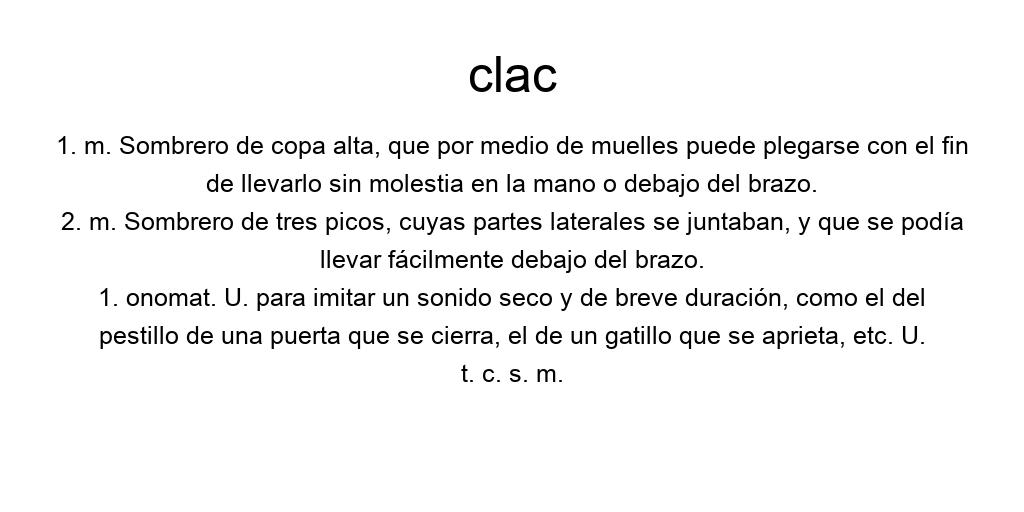 clac
1. m. Sombrero de copa alta, que por medio de muelles puede plegarse con el fin
de llevarlo sin molestia en la mano o debajo del brazo.
2. m. Sombrero de tres picos, cuyas partes laterales se juntaban, y que se podía
llevar fácilmente debajo del brazo.
1. onomat. U. para imitar un sonido seco y de breve duración, como el del
pestillo de una puerta que se cierra, el de un gatillo que se aprieta, etc. U.
t. c. s. m.